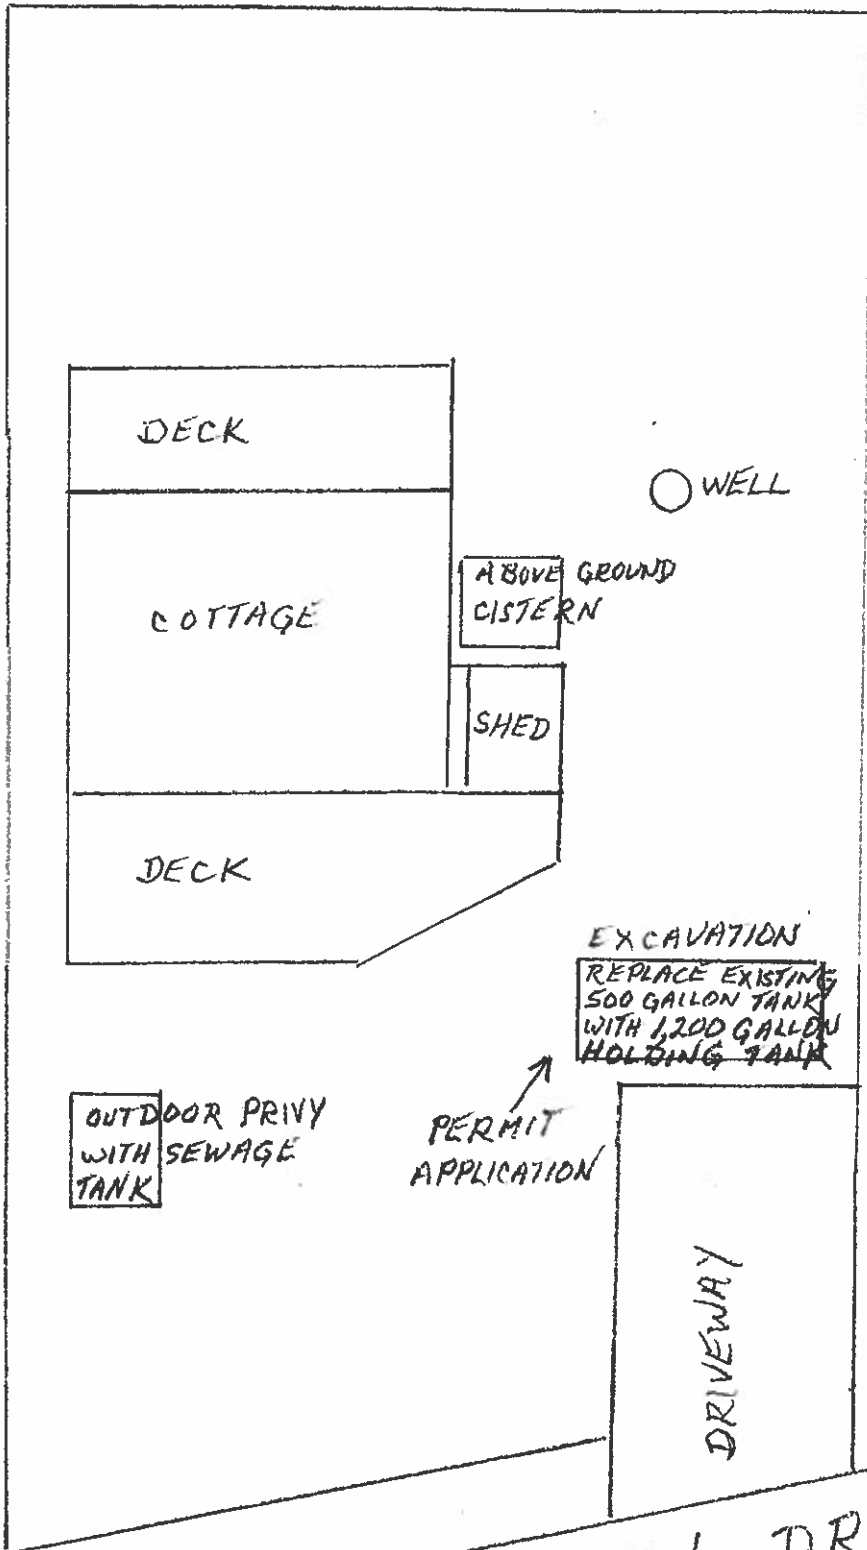 DECK
WELL
ABOVE GROUND
CISTERN
COTTAGE
SHED
DECK
EXCAVATION
REPLACE EXISTING
500 GALLON TANK
WITH 1,200 GALLON
HOLDING TANK
OUTDOOR PRIVY
WITH SEWAGE
TANK
PERMIT
APPLICATION
DRIVEWAY
DR